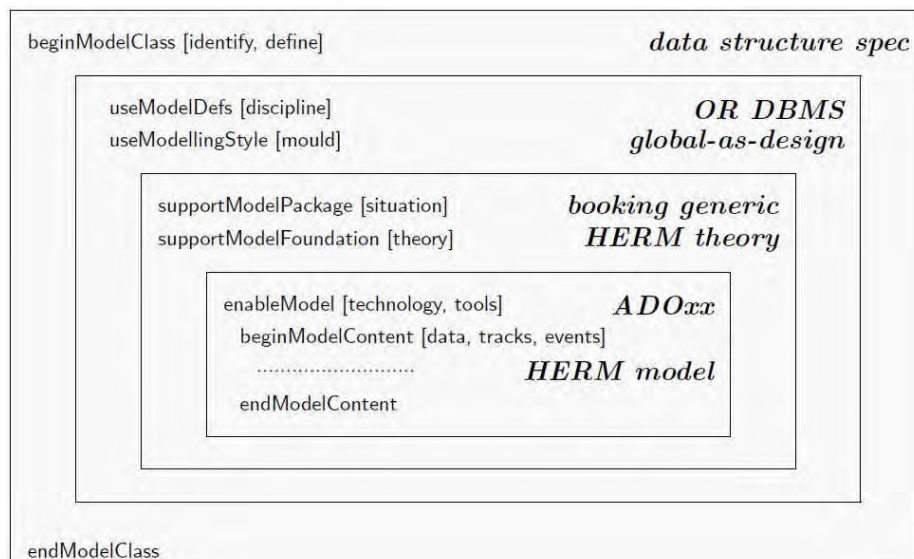 beginModelClass [identify, define] data structure spec
useModelDefs [discipline] OR DBMS
useModellingStyle [mould] global-as-design
supportModelPackage [situation] booking generic
supportModelFoundation [theory] HERM theory
enableModel [technology, tools] ADOxx
beginModelContent [data, tracks, events]
........................... HERM model
endModelContent
endModelClass